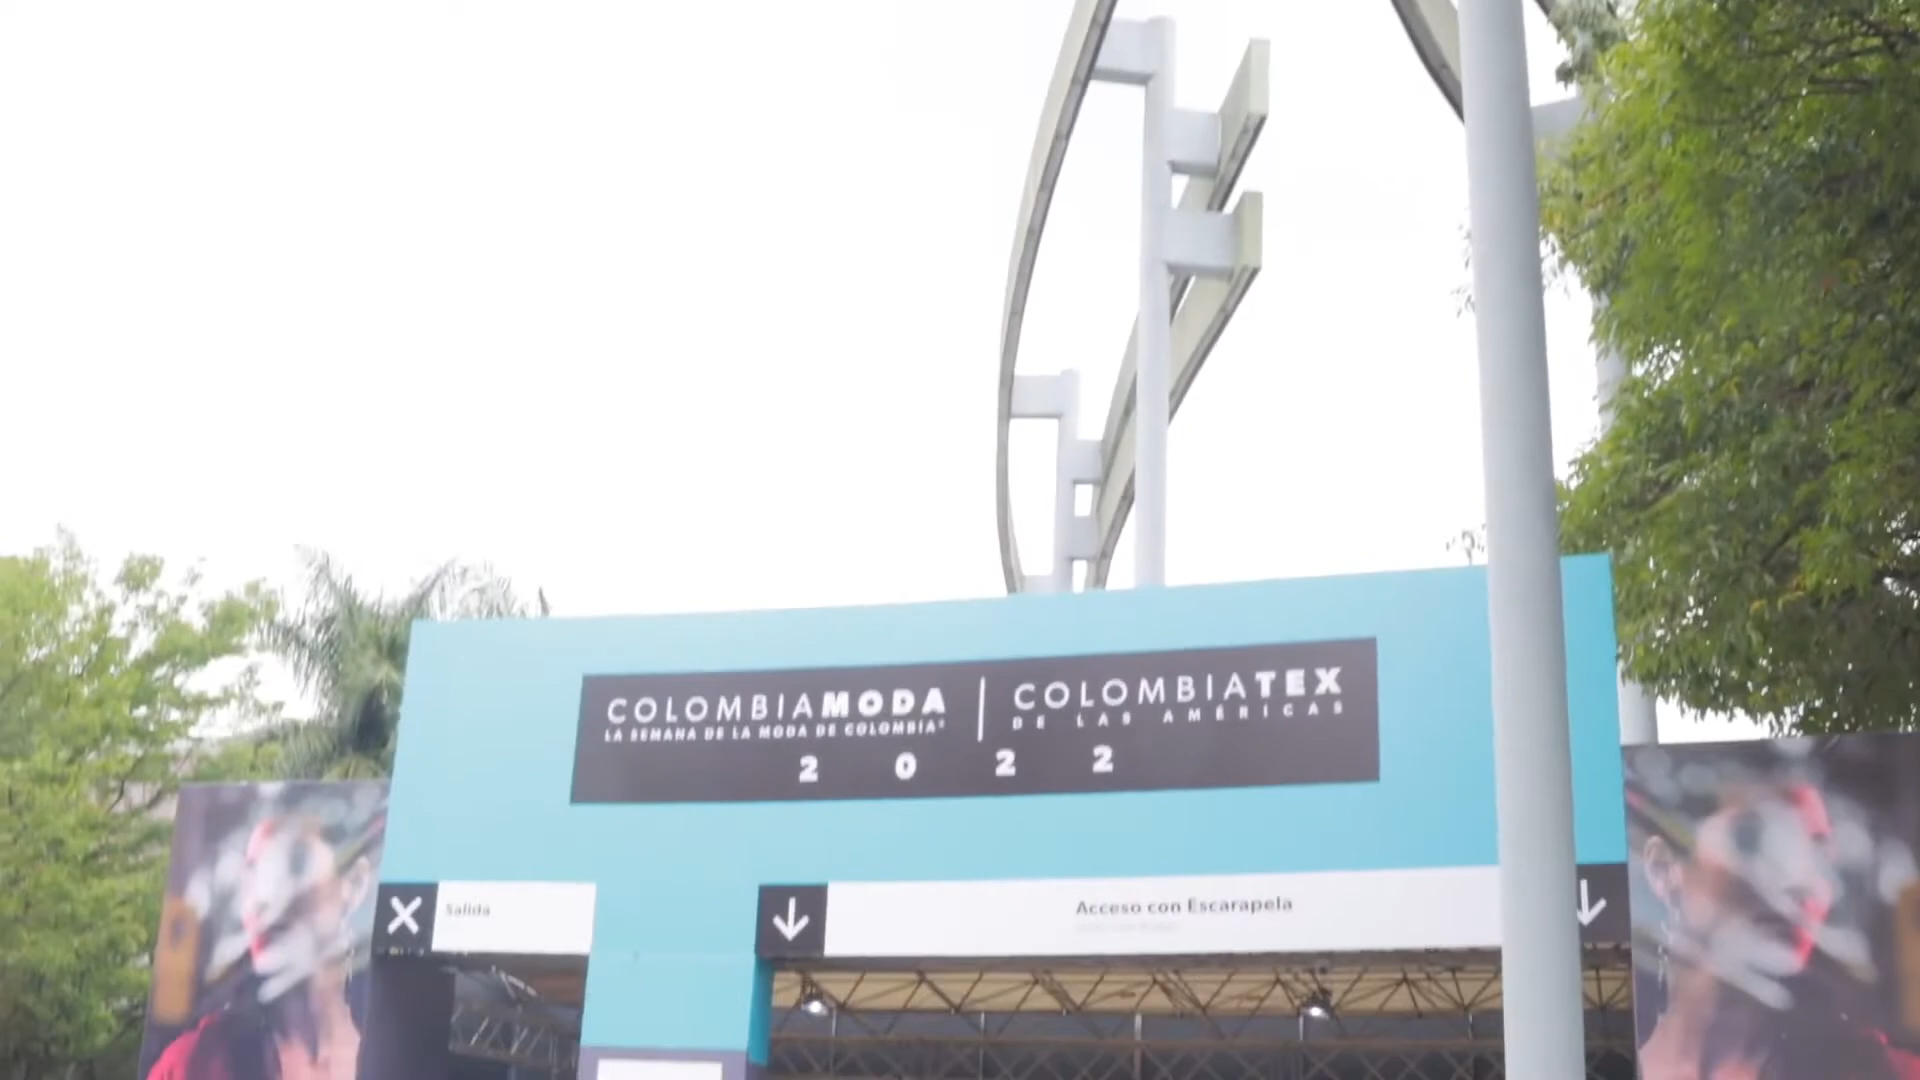 COLOMBIAMODA
LA SEMANA DE LA MODA DE COLOMBIA®
COLOMBIATEX
DE LAS AMÉRICAS
2022
Salida
Acceso con Escarapela